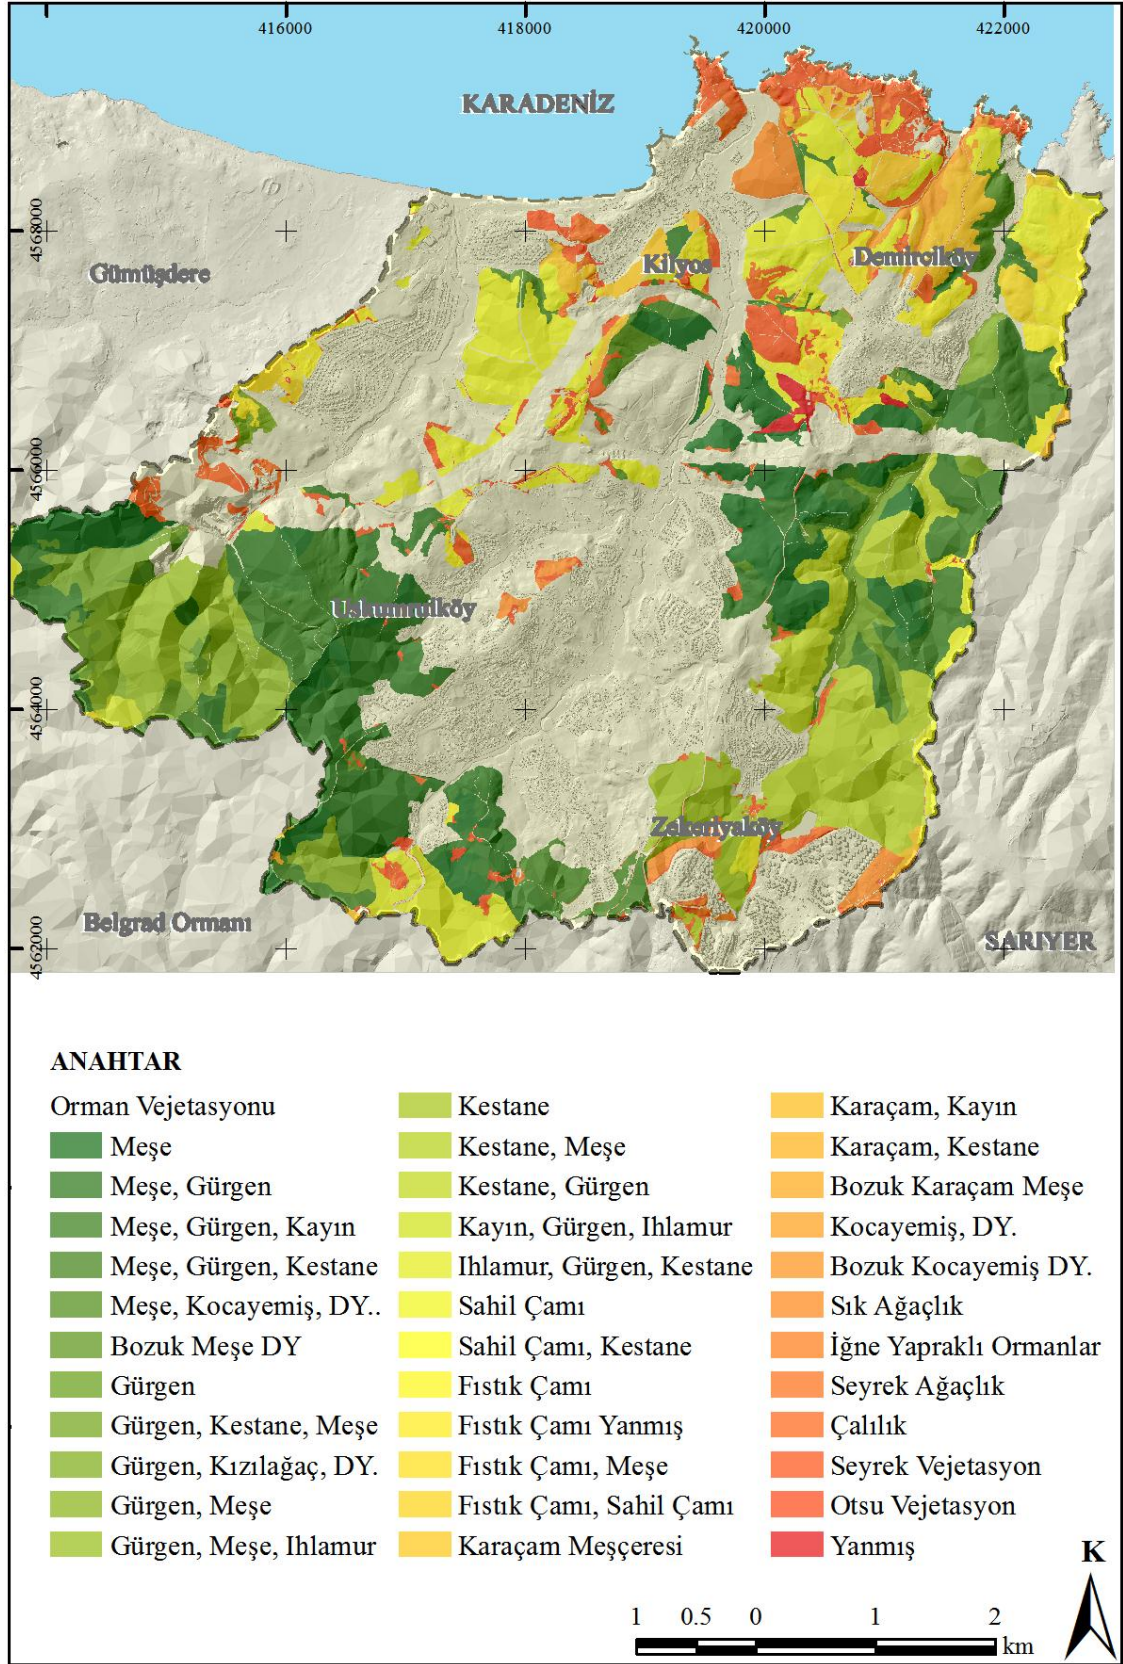 416000 418000 420000 422000
KARADENİZ
4568000
Gümüşdere
Kilyos
Demirciköy
4566000
Uskumruköy
4564000
Zekeriyaköy
Belgrad Ormanı
SARIYER
4562000
ANAHTAR
Orman Vejetasyonu
Meşe
Meşe, Gürgen
Meşe, Gürgen, Kayın
Meşe, Gürgen, Kestane
Meşe, Kocayemiş, DY..
Bozuk Meşe DY
Gürgen
Gürgen, Kestane, Meşe
Gürgen, Kızılağaç, DY.
Gürgen, Meşe
Gürgen, Meşe, Ihlamur
Kestane
Kestane, Meşe
Kestane, Gürgen
Kayın, Gürgen, Ihlamur
Ihlamur, Gürgen, Kestane
Sahil Çamı
Sahil Çamı, Kestane
Fıstık Çamı
Fıstık Çamı Yanmış
Fıstık Çamı, Meşe
Fıstık Çamı, Sahil Çamı
Karaçam Meşçeresi
Karaçam, Kayın
Karaçam, Kestane
Bozuk Karaçam Meşe
Kocayemiş, DY.
Bozuk Kocayemiş DY.
Sık Ağaçlık
İğne Yapraklı Ormanlar
Seyrek Ağaçlık
Çalılık
Seyrek Vejetasyon
Otsu Vejetasyon
Yanmış
K
1 0.5 0 1 2
km